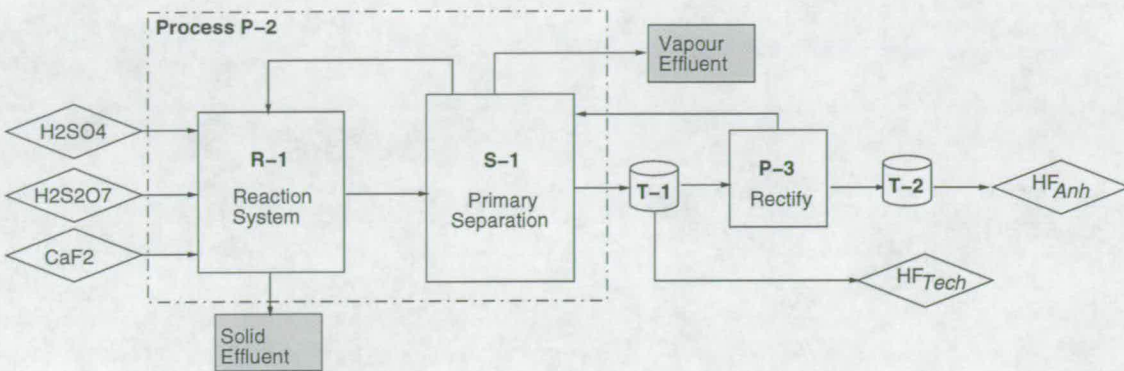 Process P–2
Vapour
Effluent
H2SO4
R–1
S–1
H2S2O7
Reaction
System
Primary
Separation
T–1
P–3
Rectify
T–2
HFAnh
CaF2
HFTech
Solid
Effluent